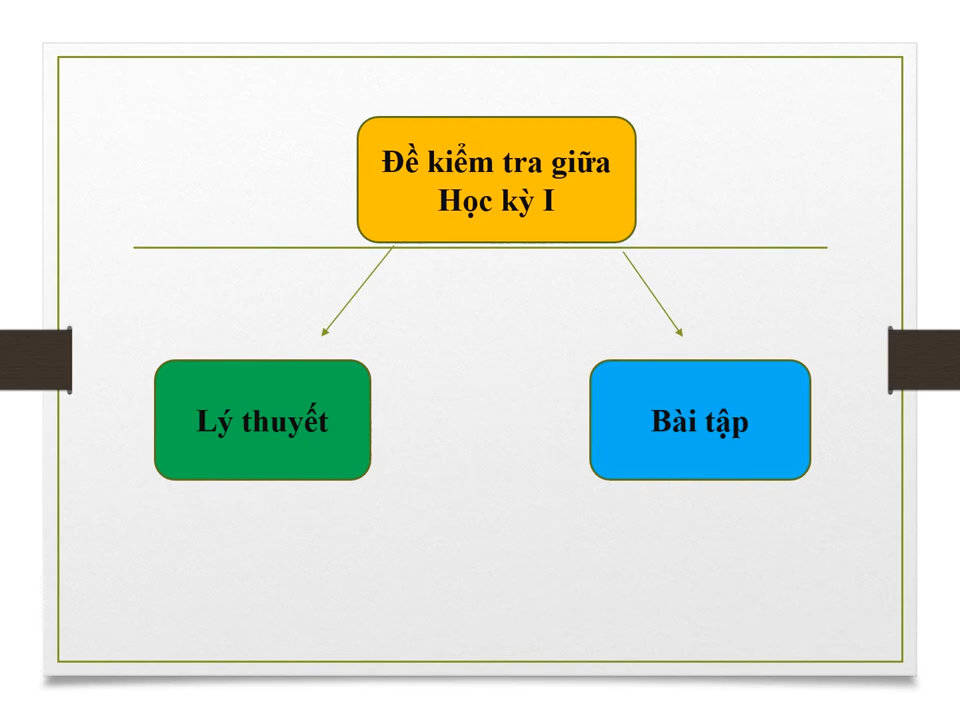 Đề kiểm tra giữa
Học kỳ I
Lý thuyết
Bài tập